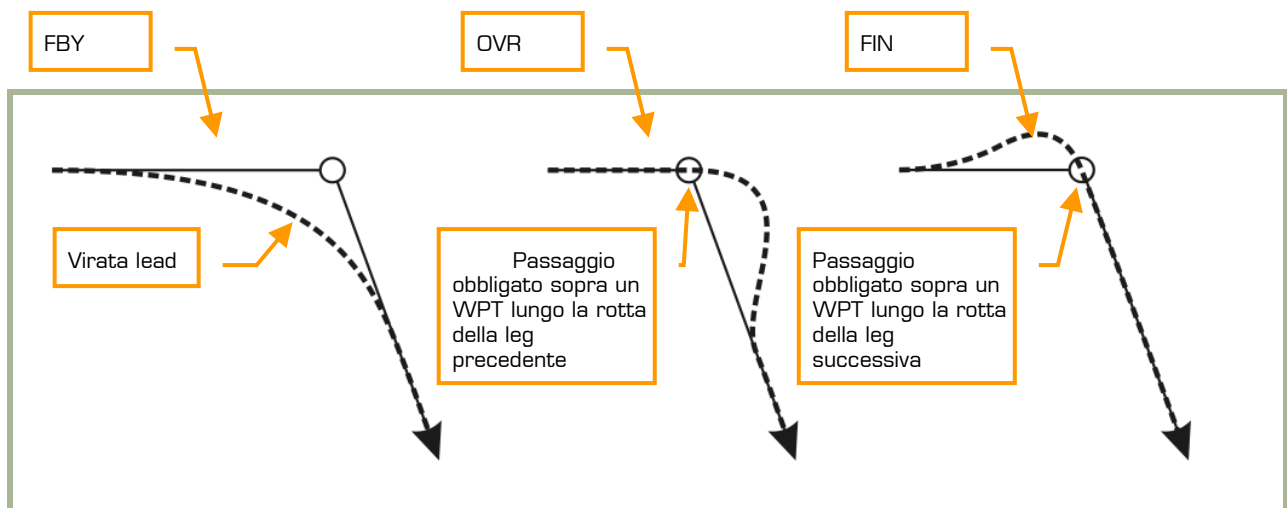 FBY
OVR
FIN
Virata lead
Passaggio
obbligato sopra un
WPT lungo la rotta
della leg
precedente
Passaggio
obbligato sopra un
WPT lungo la rotta
della leg
successiva